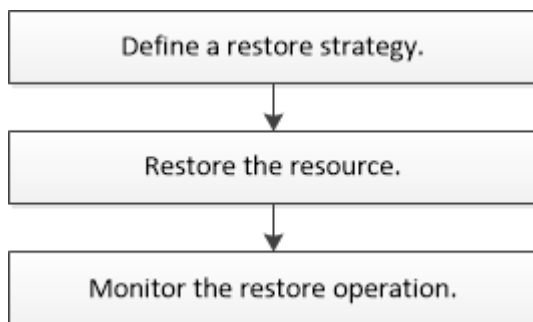 Define a restore strategy.
Restore the resource.
Monitor the restore operation.